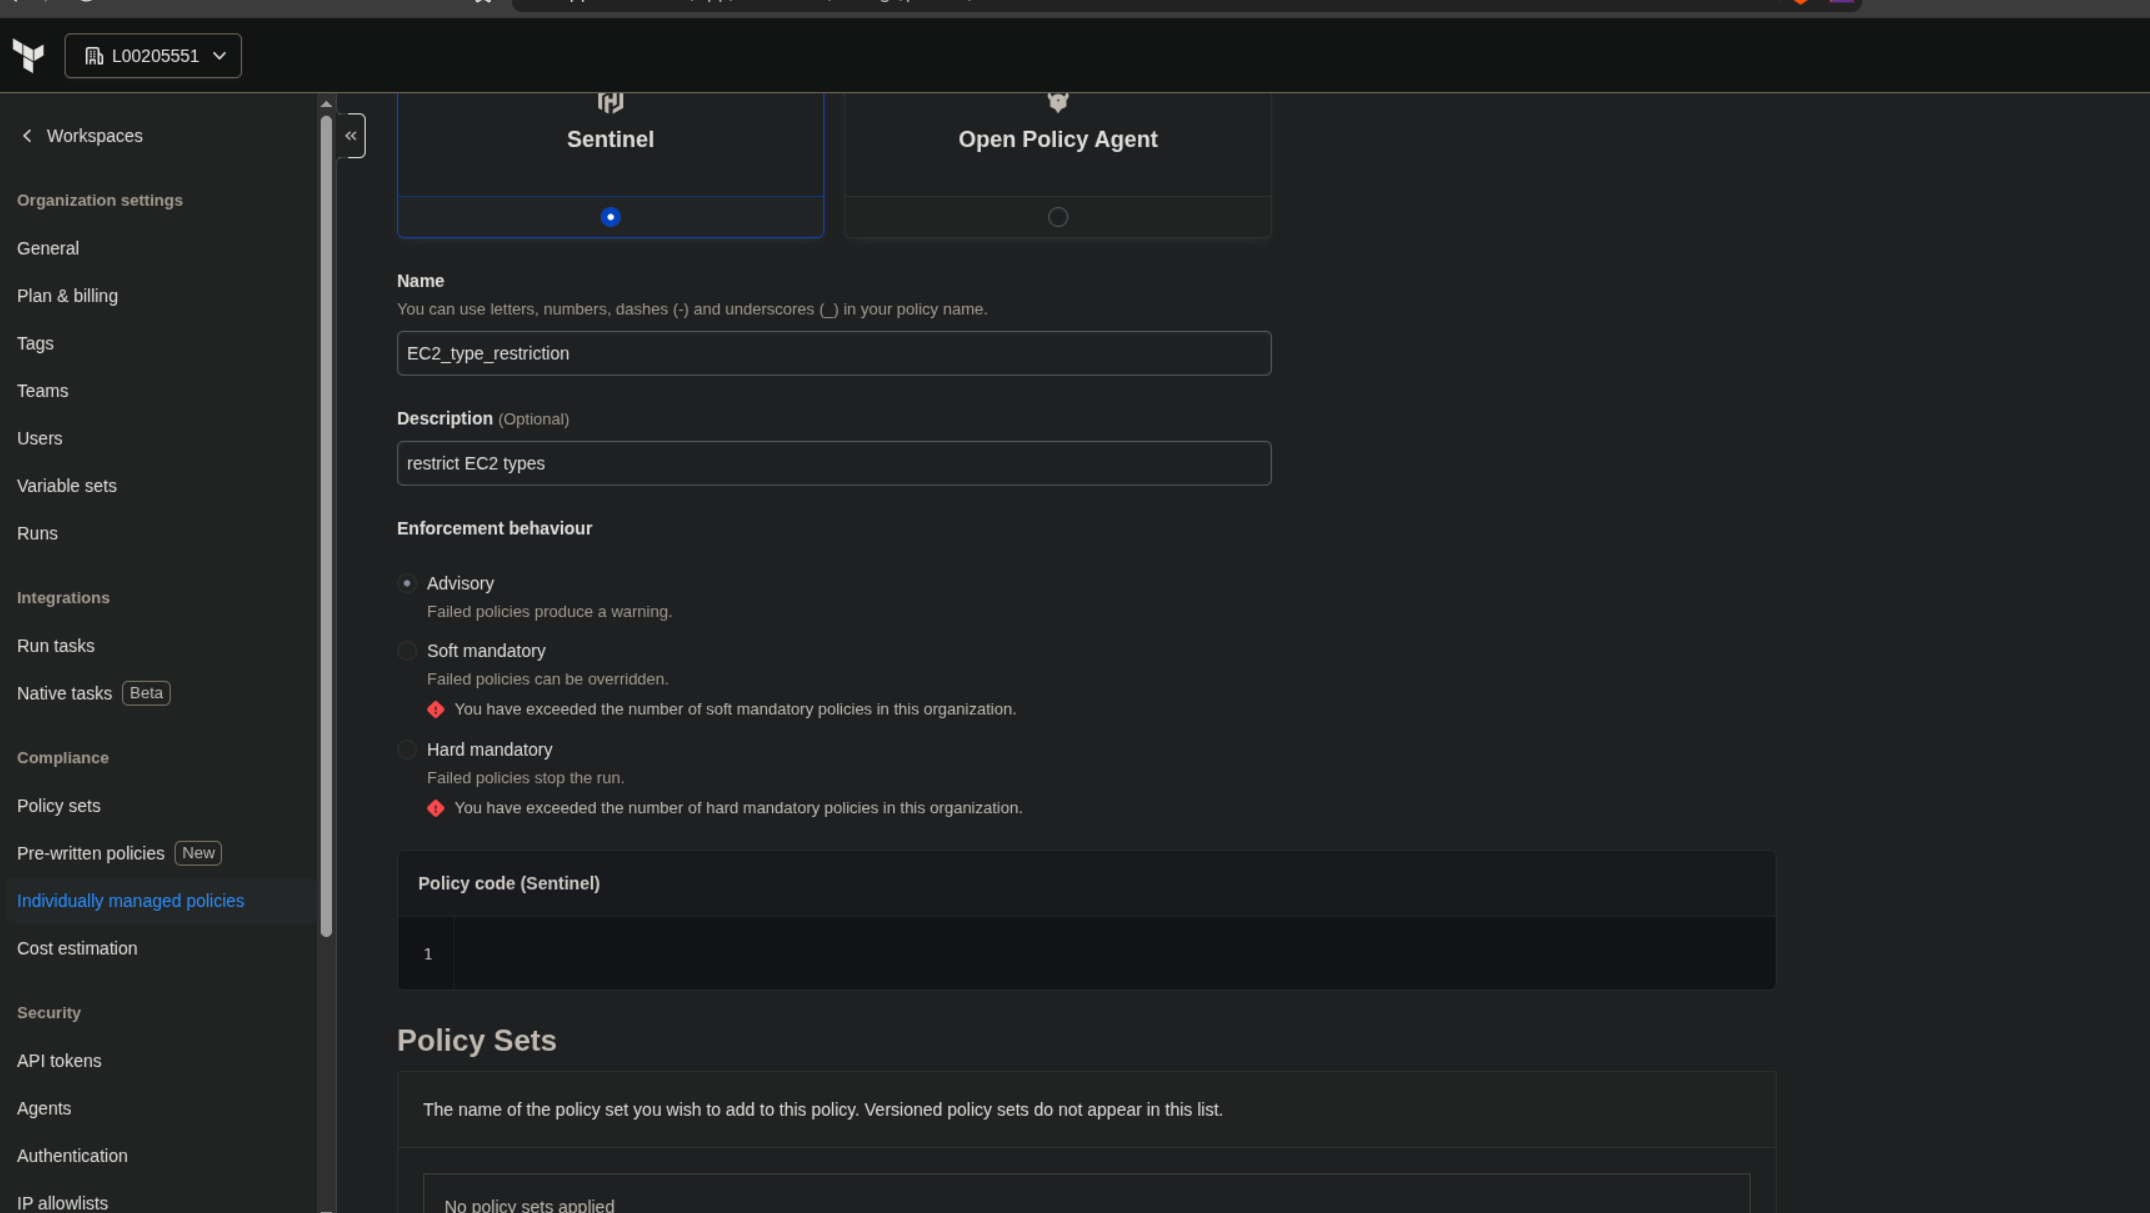 L00205551
Workspaces
Organization settings
General
Plan & billing
Tags
Teams
Users
Variable sets
Runs
Integrations
Run tasks
Native tasks Beta
Compliance
Policy sets
Pre-written policies New
Individually managed policies
Cost estimation
Security
API tokens
Agents
Authentication
IP allowlists
Sentinel
Open Policy Agent
Name
You can use letters, numbers, dashes (-) and underscores (_) in your policy name.
EC2_type_restriction
Description (Optional)
restrict EC2 types
Enforcement behaviour
Advisory
Failed policies produce a warning.
Soft mandatory
Failed policies can be overridden.
You have exceeded the number of soft mandatory policies in this organization.
Hard mandatory
Failed policies stop the run.
You have exceeded the number of hard mandatory policies in this organization.
Policy code (Sentinel)
1
Policy Sets
The name of the policy set you wish to add to this policy. Versioned policy sets do not appear in this list.
No policy sets applied